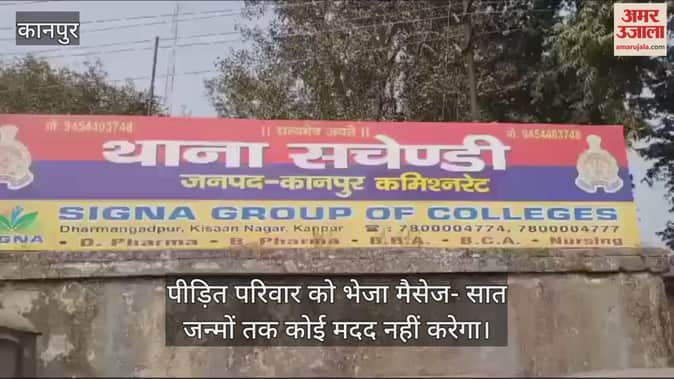 कानपुर
अमर
उजाला
amarujala.com
|| सत्यमेव जयते ||
मो. 9454403748
मो. 9454403748
थाना सचेण्डी
जनपद-कानपुर कमिश्नरेट
SIGNA GROUP OF COLLEGES
Dharmangadpur, Kisaan Nagar, Kanpur ☎ : 7800004774, 7800004777
SIGNA
• D. Pharma • B. Pharma • B.B.A. • B.C.A. • Nursing
पीड़ित परिवार को भेजा मैसेज- सात
जन्मों तक कोई मदद नहीं करेगा।